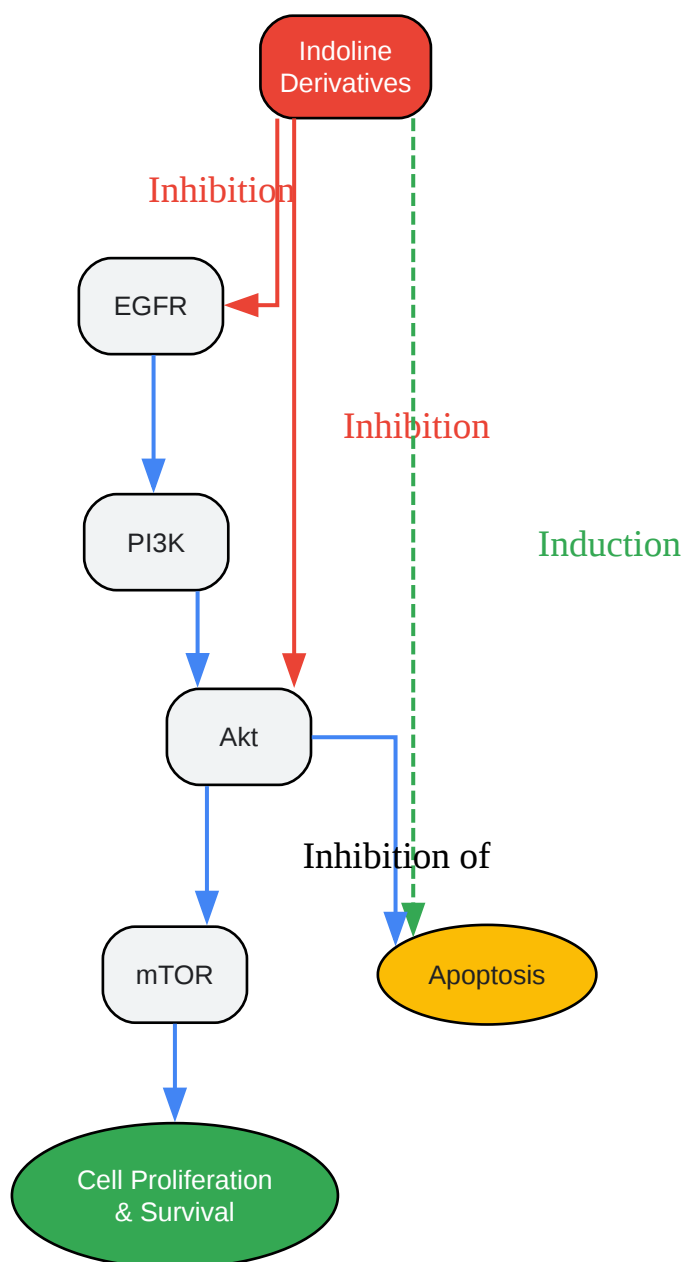 Indoline
Derivatives
Inhibition
EGFR
Inhibition
PI3K
Induction
Akt
Inhibition of
mTOR
Apoptosis
Cell Proliferation
& Survival